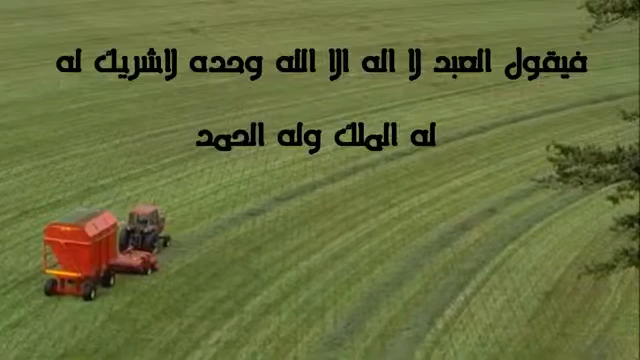 فيقول العبد لا اله الا الله وحده لاشريك له
له الملك وله الحمد